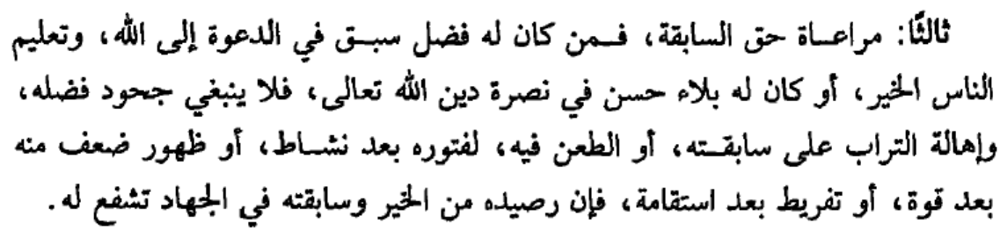 ثالثًا: مراعاة حق السابقة، فمن كان له فضل سبق في الدعوة إلى الله، وتعليم
الناس الخير، أو كان له بلاء حسن في نصرة دين الله تعالى، فلا ينبغي جحود فضله،
وإهالة التراب على سابقته، أو الطعن فيه، لفتوره بعد نشاط، أو ظهور ضعف منه
بعد قوة، أو تفريط بعد استقامة، فإن رصيده من الخير وسابقته في الجهاد تشفع له.